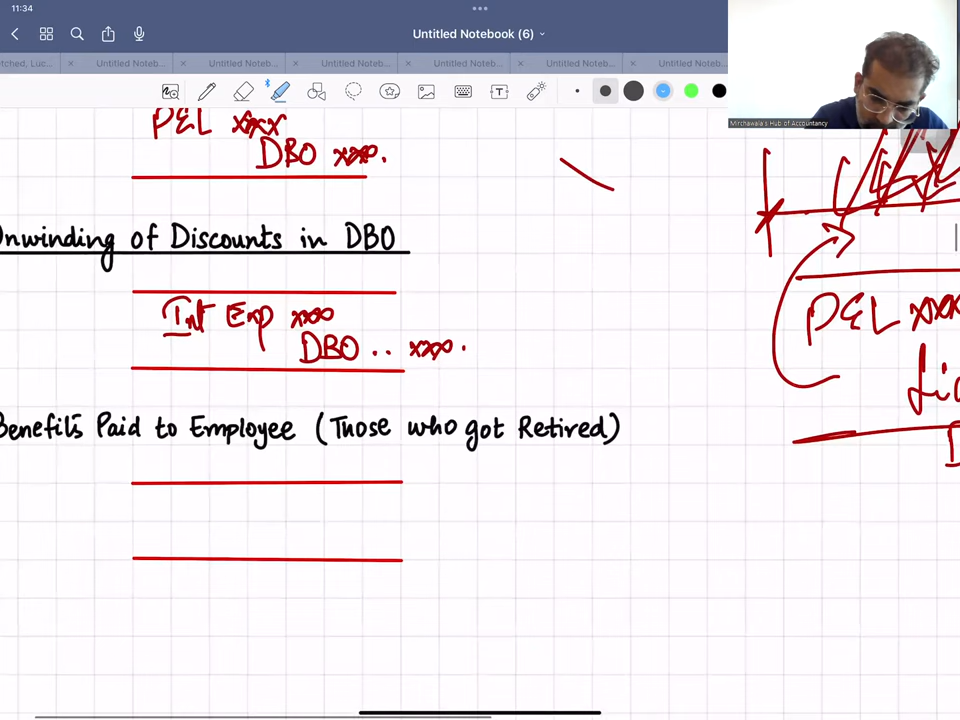 11:34
Untitled Notebook (6)
etched, Luc...
Untitled Noteb...
Untitled Noteb...
Untitled Noteb...
Untitled Noteb...
Untitled Noteb...
Untitled Noteb
Mirchawala's Hub of Accountancy
P&L xxx
DBO xxx.
Unwinding of Discounts in DBO
Int Exp xxx
DBO .. xxx.
Benefits Paid to Employee (Those who got Retired)
P&L xxx